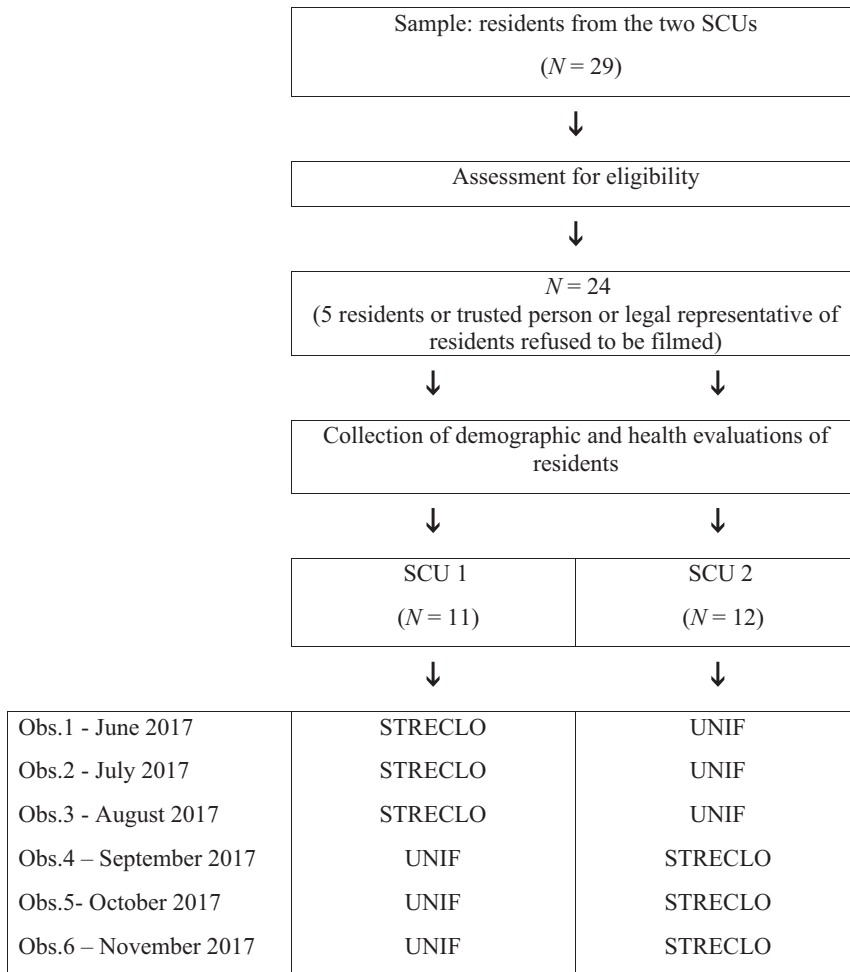 Sample: residents from the two SCUs
(N = 29)
↓
Assessment for eligibility
↓
N = 24
(5 residents or trusted person or legal representative of
residents refused to be filmed)
↓ ↓
Collection of demographic and health evaluations of
residents
↓ ↓
SCU 1 SCU 2
(N = 11) (N = 12)
↓ ↓
Obs.1 - June 2017 STRECLO UNIF
Obs.2 - July 2017 STRECLO UNIF
Obs.3 - August 2017 STRECLO UNIF
Obs.4 – September 2017 UNIF STRECLO
Obs.5- October 2017 UNIF STRECLO
Obs.6 – November 2017 UNIF STRECLO